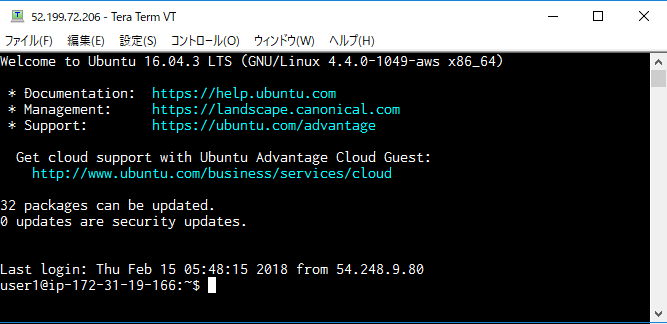 52.199.72.206 - Tera Term VT
ファイル(F) 編集(E) 設定(S) コントロール(O) ウィンドウ(W) ヘルプ(H)
Welcome to Ubuntu 16.04.3 LTS (GNU/Linux 4.4.0-1049-aws x86_64)
* Documentation: https://help.ubuntu.com
* Management: https://landscape.canonical.com
* Support: https://ubuntu.com/advantage
Get cloud support with Ubuntu Advantage Cloud Guest:
http://www.ubuntu.com/business/services/cloud
32 packages can be updated.
0 updates are security updates.
Last login: Thu Feb 15 05:48:15 2018 from 54.248.9.80
user1@ip-172-31-19-166:~$